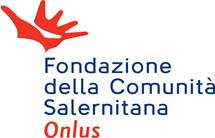 Fondazione
della Comunità
Salernitana
Onlus